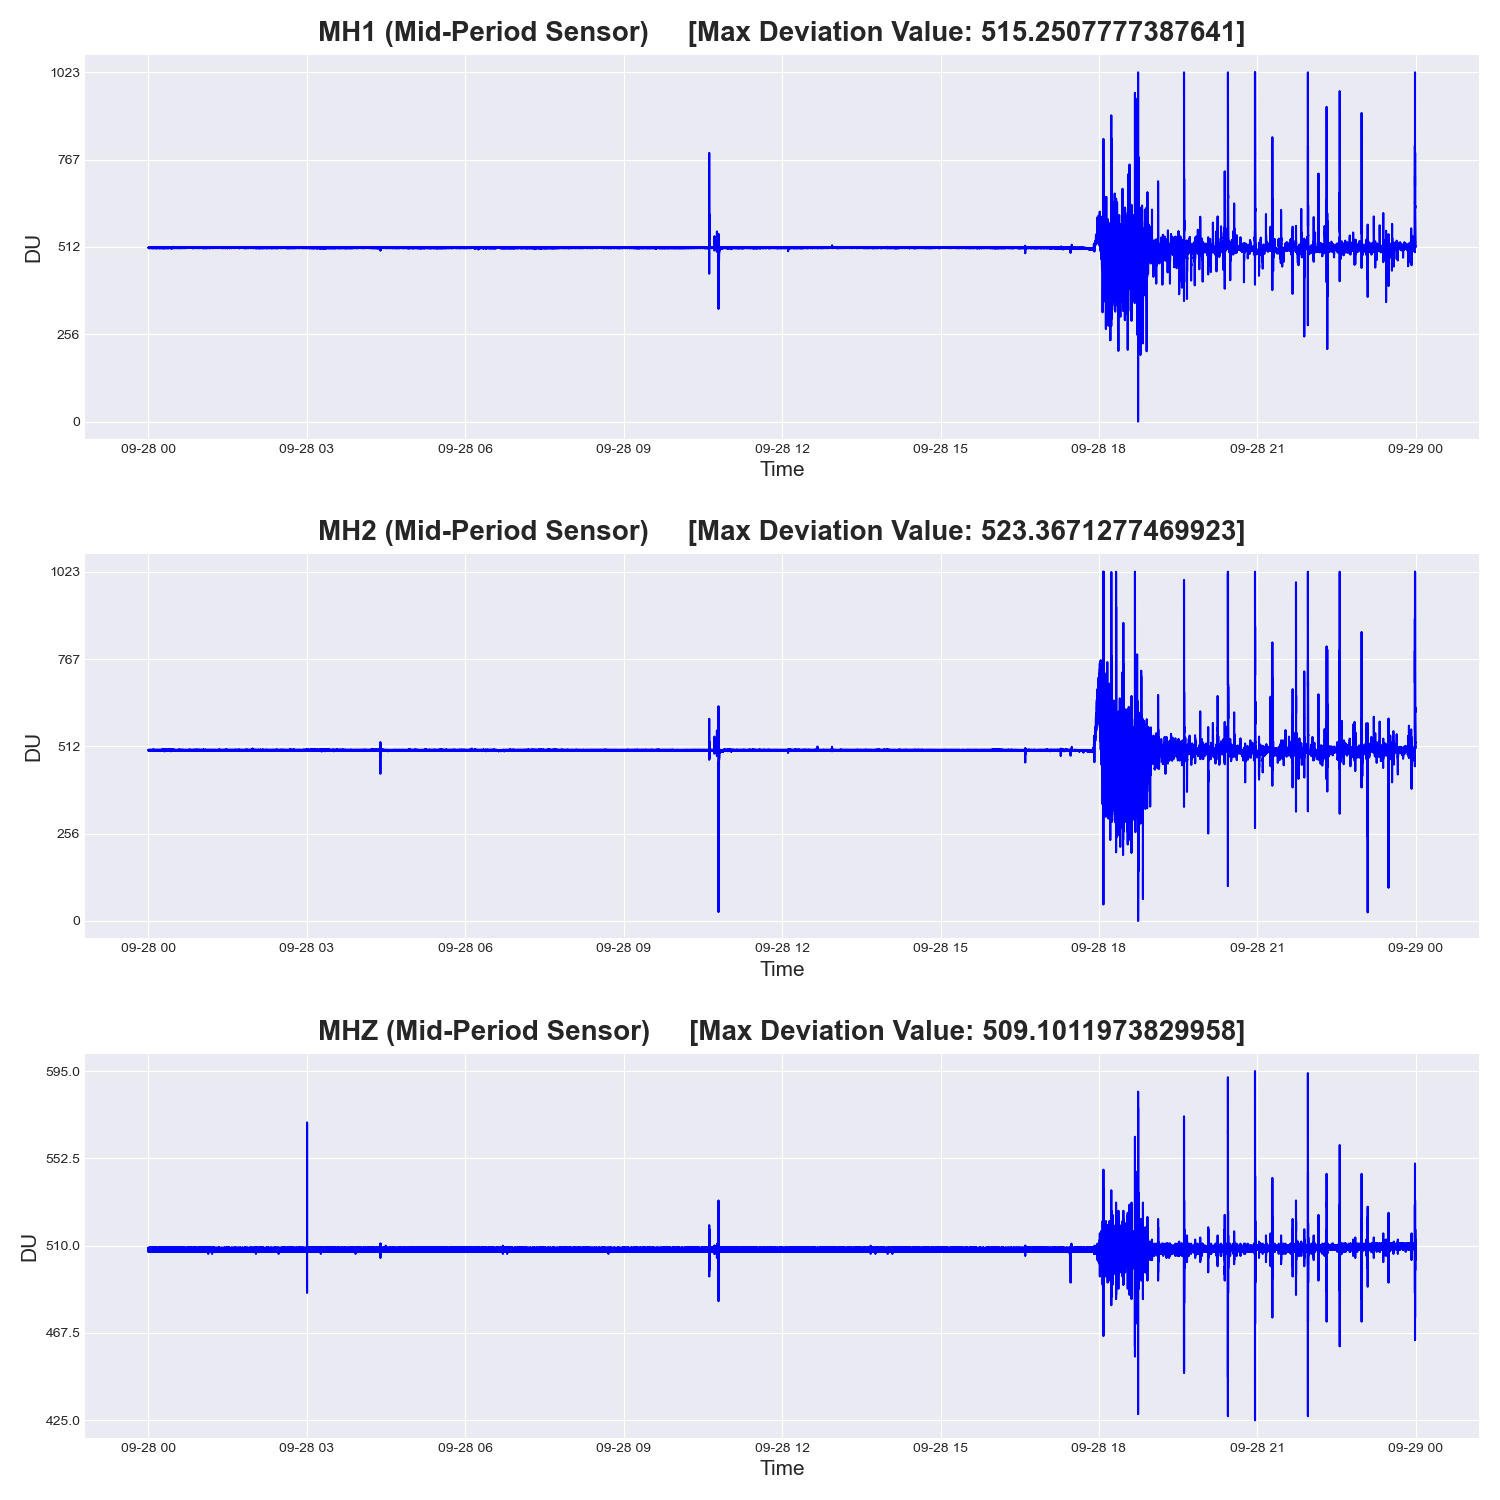 MH1 (Mid-Period Sensor) [Max Deviation Value: 515.2507777387641]
1023
767
512
256
0
DU
09-28 00 09-28 03 09-28 06 09-28 09 09-28 12 09-28 15 09-28 18 09-28 21 09-29 00
Time
MH2 (Mid-Period Sensor) [Max Deviation Value: 523.3671277469923]
1023
767
512
256
0
DU
09-28 00 09-28 03 09-28 06 09-28 09 09-28 12 09-28 15 09-28 18 09-28 21 09-29 00
Time
MHZ (Mid-Period Sensor) [Max Deviation Value: 509.1011973829958]
595.0
552.5
510.0
467.5
425.0
DU
09-28 00 09-28 03 09-28 06 09-28 09 09-28 12 09-28 15 09-28 18 09-28 21 09-29 00
Time